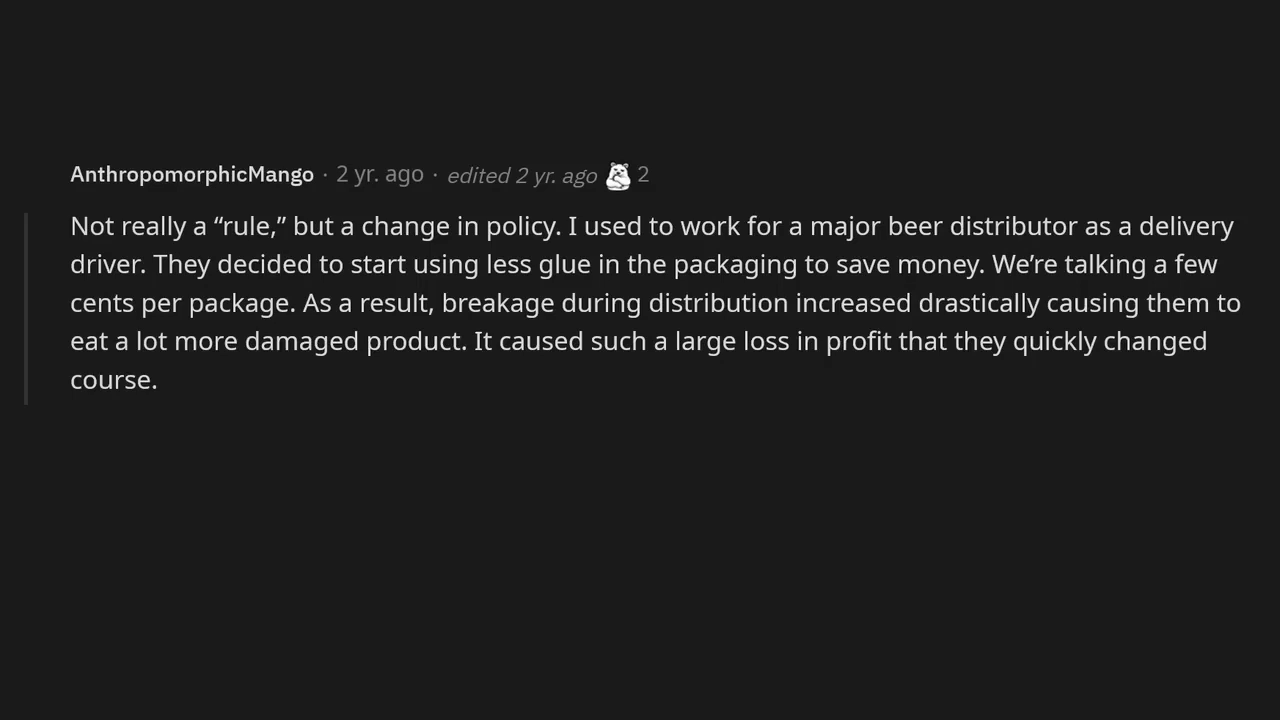 AnthropomorphicMango · 2 yr. ago · edited 2 yr. ago 2
Not really a “rule,” but a change in policy. I used to work for a major beer distributor as a delivery
driver. They decided to start using less glue in the packaging to save money. We’re talking a few
cents per package. As a result, breakage during distribution increased drastically causing them to
eat a lot more damaged product. It caused such a large loss in profit that they quickly changed
course.